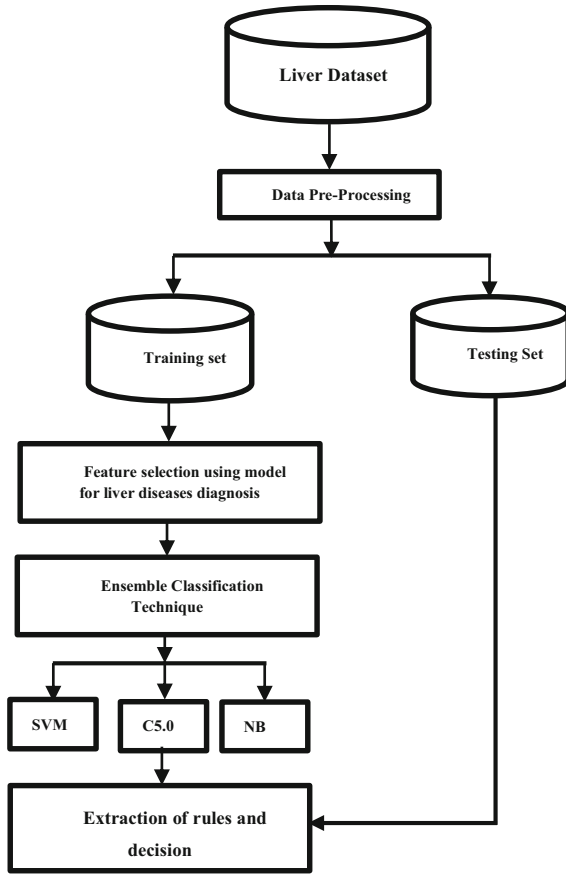 Liver Dataset
Data Pre-Processing
Training set
Testing Set
Feature selection using model
for liver diseases diagnosis
Ensemble Classification
Technique
SVM
C5.0
NB
Extraction of rules and
decision